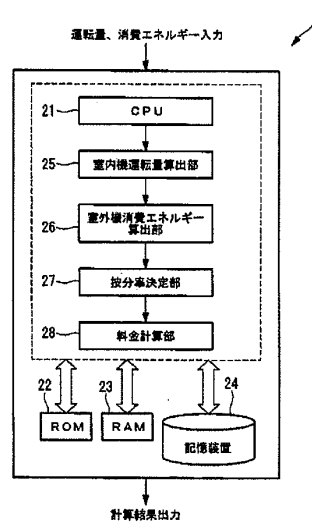 運転量、消費エネルギー入力
21
CPU
25
室内機運転量算出部
26
室外機消費エネルギー
算出部
27
按分率決定部
28
料金計算部
22
23
24
ROM
RAM
記憶装置
計算結果出力